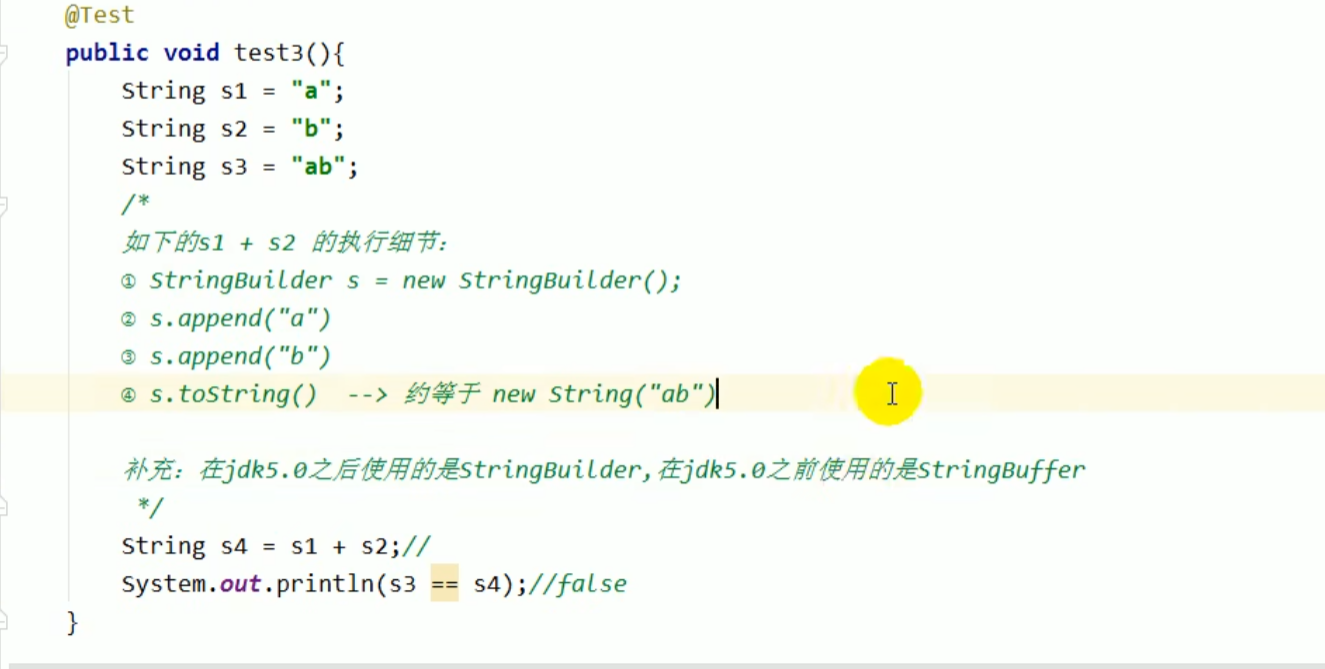 @Test
public void test3(){
String s1 = "a";
String s2 = "b";
String s3 = "ab";
/*
如下的s1 + s2 的执行细节：
① StringBuilder s = new StringBuilder();
② s.append("a")
③ s.append("b")
④ s.toString()  --> 约等于 new String("ab")
补充：在jdk5.0之后使用的是StringBuilder,在jdk5.0之前使用的是StringBuffer
*/
String s4 = s1 + s2;//
System.out.println(s3 == s4);//false
}